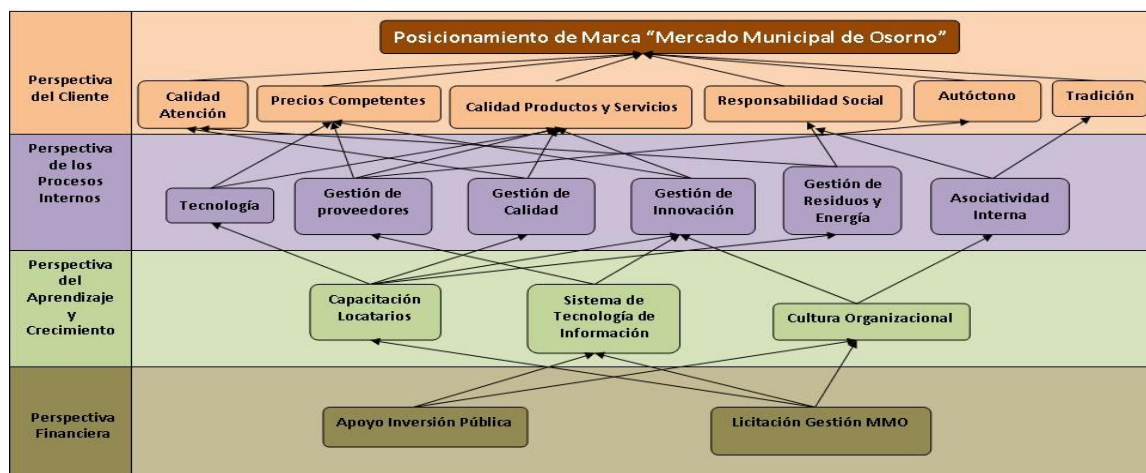 Posicionamiento de Marca “Mercado Municipal de Osorno”
Perspectiva
del Cliente
Calidad
Atención
Precios Competentes
Calidad Productos y Servicios
Responsabilidad Social
Autóctono
Tradición
Perspectiva
de los
Procesos
Internos
Tecnología
Gestión de
proveedores
Gestión de
Calidad
Gestión de
Innovación
Gestión de
Residuos y
Energía
Asociatividad
Interna
Perspectiva
del
Aprendizaje
y
Crecimiento
Capacitación
Locatarios
Sistema de
Tecnología de
Información
Cultura Organizacional
Perspectiva
Financiera
Apoyo Inversión Pública
Licitación Gestión MMO